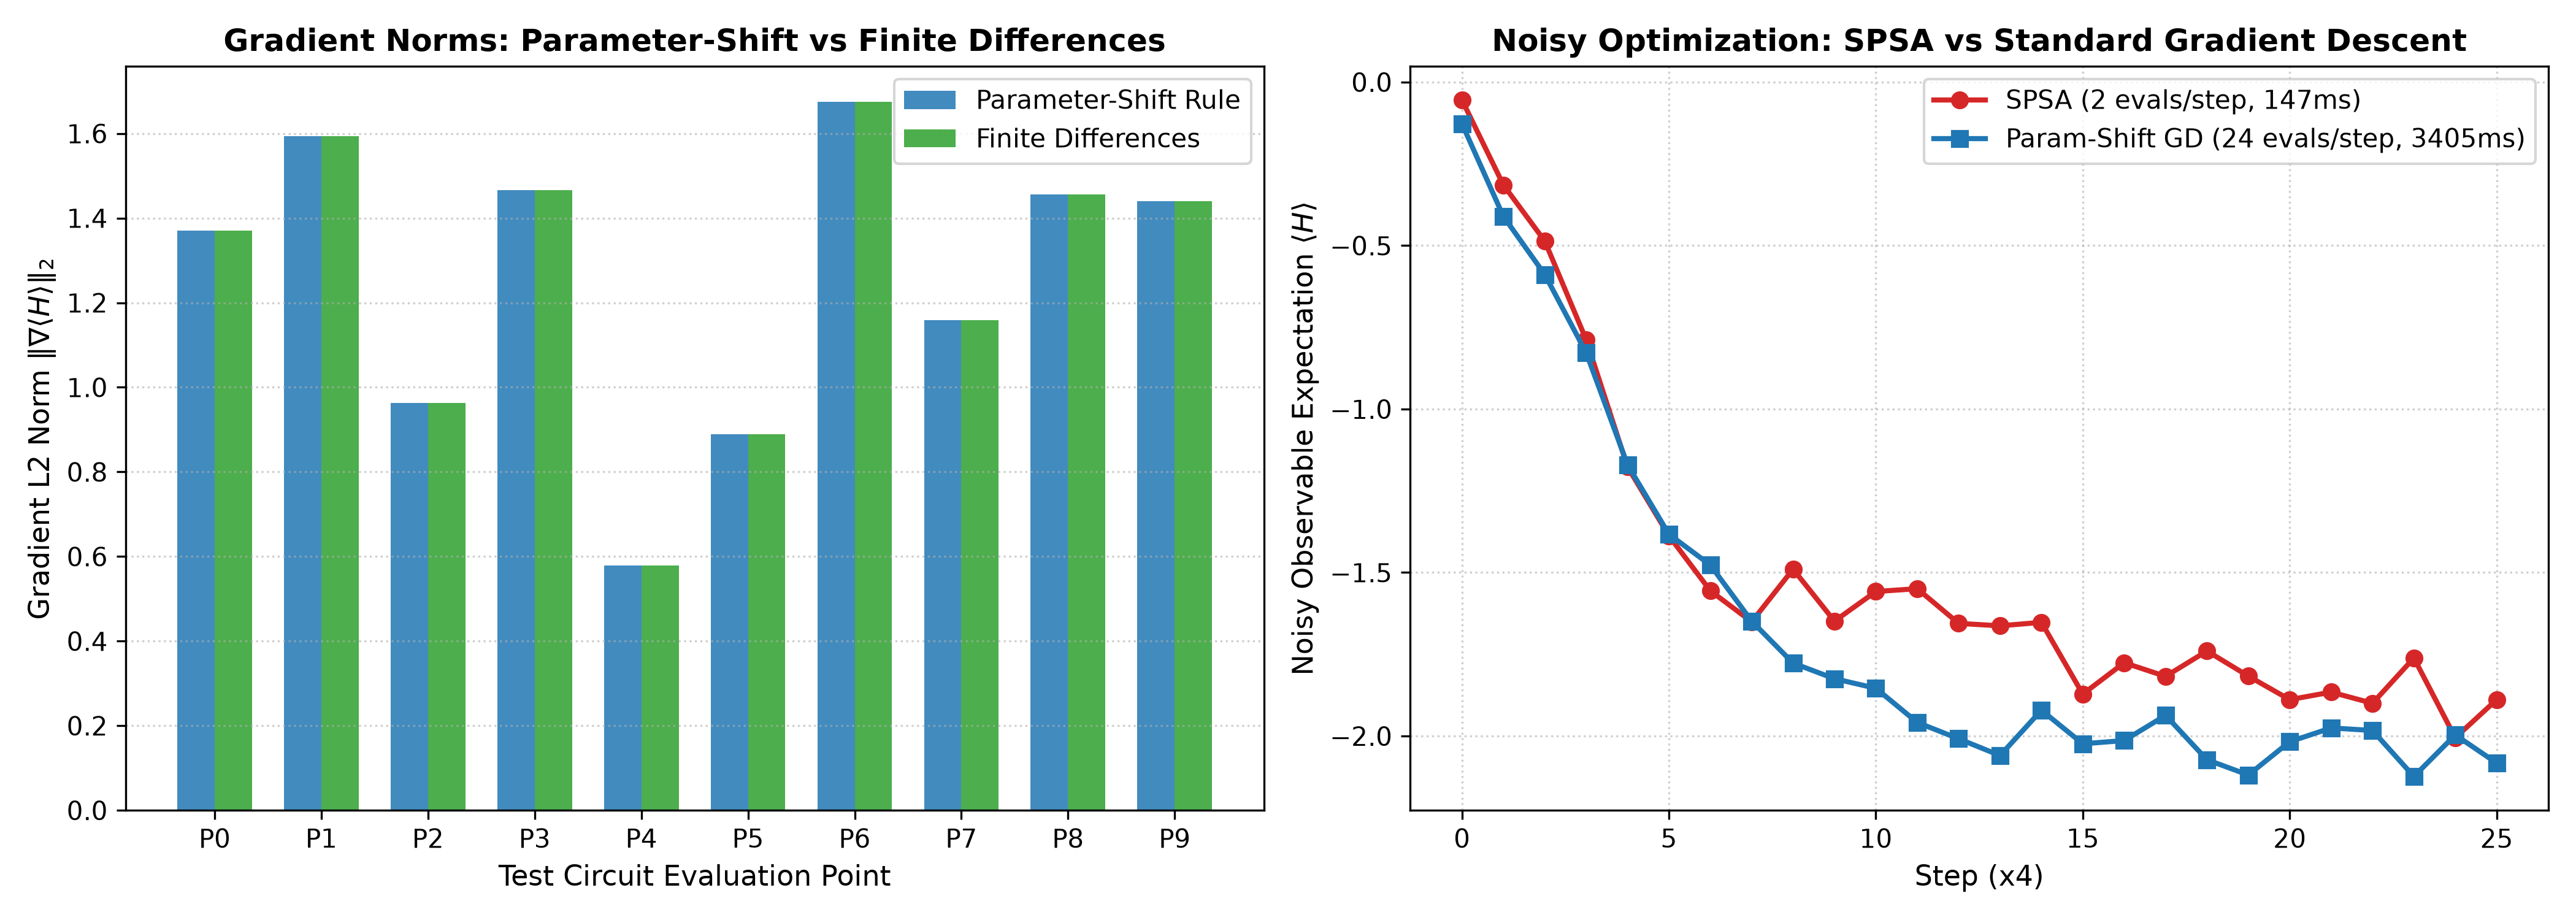 Gradient Norms: Parameter-Shift vs Finite Differences
Parameter-Shift Rule
Finite Differences
Gradient L2 Norm ‖∇⟨H⟩‖₂
1.6
1.4
1.2
1.0
0.8
0.6
0.4
0.2
0.0
P0 P1 P2 P3 P4 P5 P6 P7 P8 P9
Test Circuit Evaluation Point
Noisy Optimization: SPSA vs Standard Gradient Descent
SPSA (2 evals/step, 147ms)
Param-Shift GD (24 evals/step, 3405ms)
Noisy Observable Expectation ⟨H⟩
0.0
−0.5
−1.0
−1.5
−2.0
0 5 10 15 20 25
Step (x4)